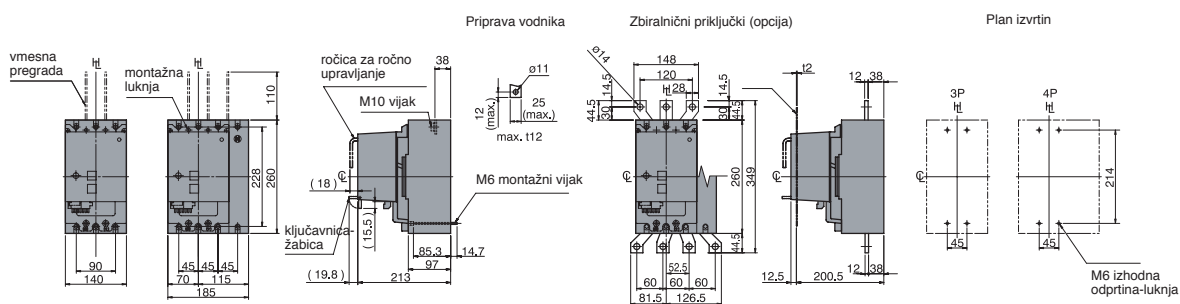 Priprava vodnika
Zbiralnični priključki (opcija)
Plan izvrtin
vmesna
pregrada
montažna
luknja
110
228
260
90
140
45
45
45
70
115
185
ročica za ročno
upravljanje
38
M10 vijak
( 18 )
ključavnica-
žabica
( 15.5 )
M6 montažni vijak
85.3
14.7
97
( 19.8 )
213
ø11
12
(max.)
25
(max.)
max. t12
ø14
148
120
28
14.5
44.5
30
14.5
30
44.5
260
349
44.5
52.5
60
60
60
81.5
126.5
t2
12
38
12
38
12.5
200.5
3P
4P
214
45
45
M6 izhodna
odprtina-luknja